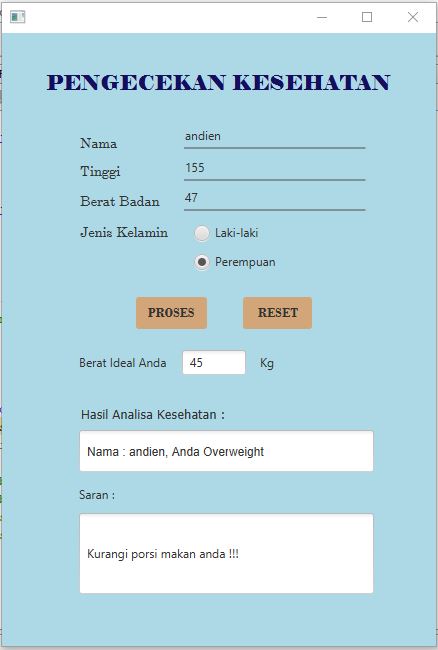 PENGECEKAN KESEHATAN
Nama andien
Tinggi 155
Berat Badan 47
Jenis Kelamin Laki-laki
Perempuan
PROSES RESET
Berat Ideal Anda 45 Kg
Hasil Analisa Kesehatan :
Nama : andien, Anda Overweight
Saran :
Kurangi porsi makan anda !!!